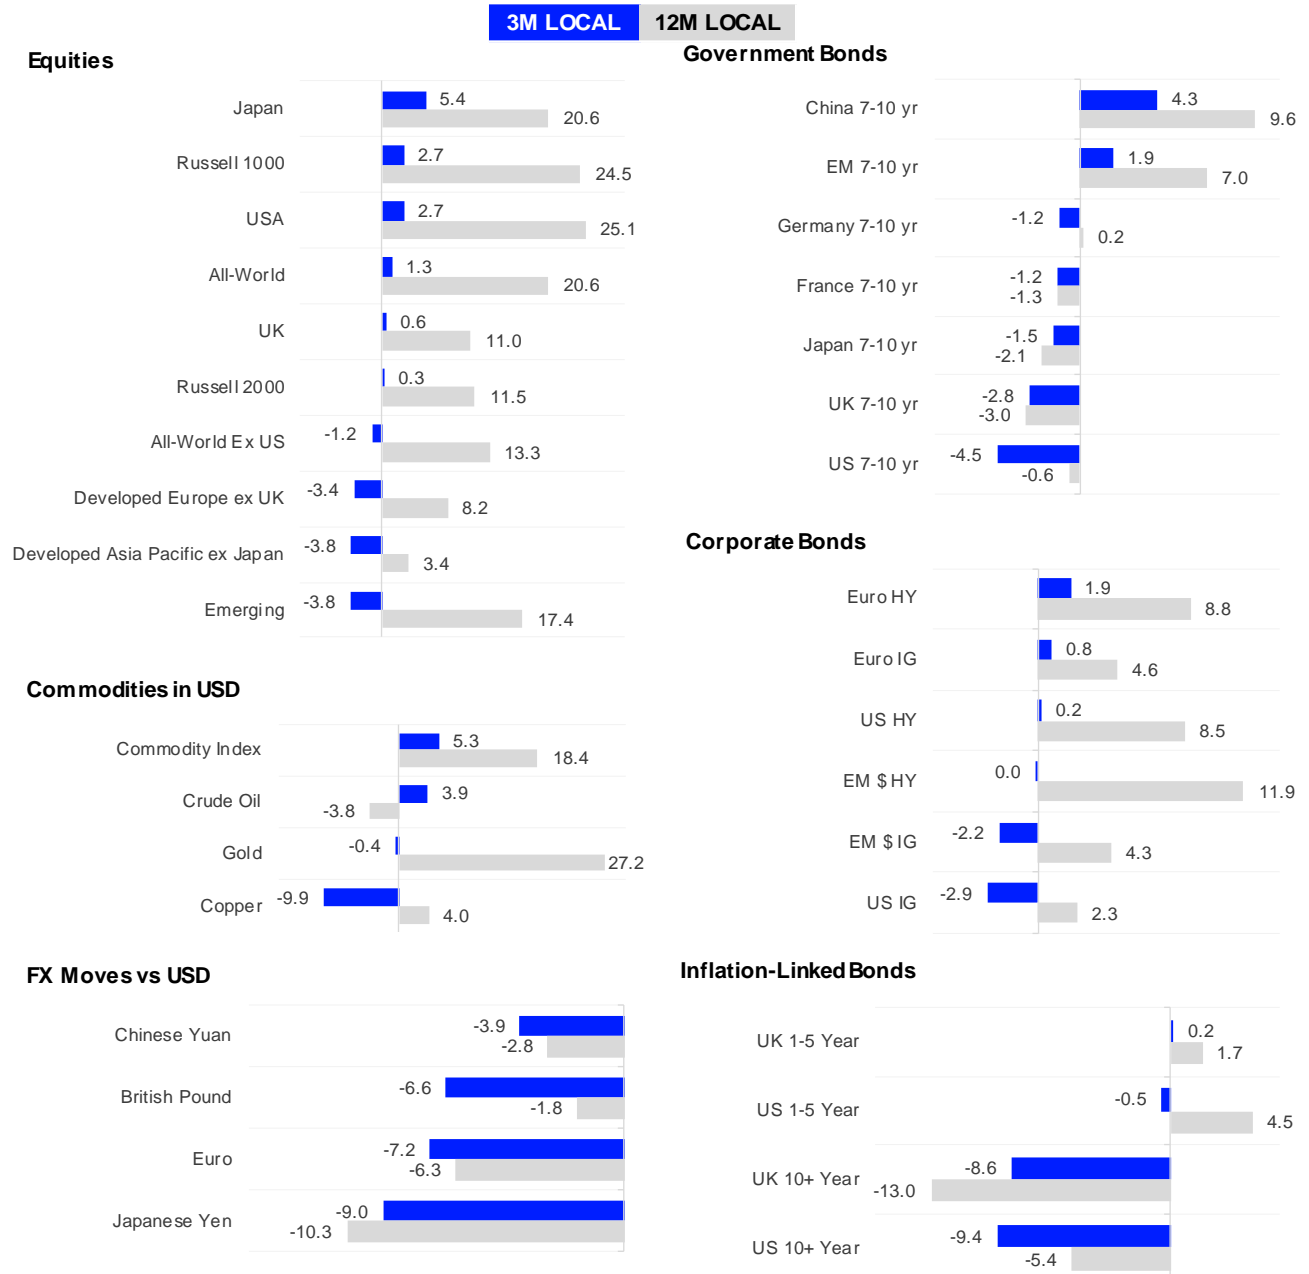 3M LOCAL 12M LOCAL
Equities
Japan 5.4 20.6
Russell 1000 2.7 24.5
USA 2.7 25.1
All-World 1.3 20.6
UK 0.6 11.0
Russell 2000 0.3 11.5
All-World Ex US -1.2 13.3
Developed Europe ex UK -3.4 8.2
Developed Asia Pacific ex Japan -3.8 3.4
Emerging -3.8 17.4
Commodities in USD
Commodity Index 5.3 18.4
Crude Oil 3.9 -3.8
Gold -0.4 27.2
Copper -9.9 4.0
FX Moves vs USD
Chinese Yuan -3.9 -2.8
British Pound -6.6 -1.8
Euro -7.2 -6.3
Japanese Yen -9.0 -10.3
Government Bonds
China 7-10 yr 4.3 9.6
EM 7-10 yr 1.9 7.0
Germany 7-10 yr -1.2 0.2
France 7-10 yr -1.2 -1.3
Japan 7-10 yr -1.5 -2.1
UK 7-10 yr -2.8 -3.0
US 7-10 yr -4.5 -0.6
Corporate Bonds
Euro HY 1.9 8.8
Euro IG 0.8 4.6
US HY 0.2 8.5
EM $ HY 0.0 11.9
EM $ IG -2.2 4.3
US IG -2.9 2.3
Inflation-Linked Bonds
UK 1-5 Year 0.2 1.7
US 1-5 Year -0.5 4.5
UK 10+ Year -8.6 -13.0
US 10+ Year -9.4 -5.4